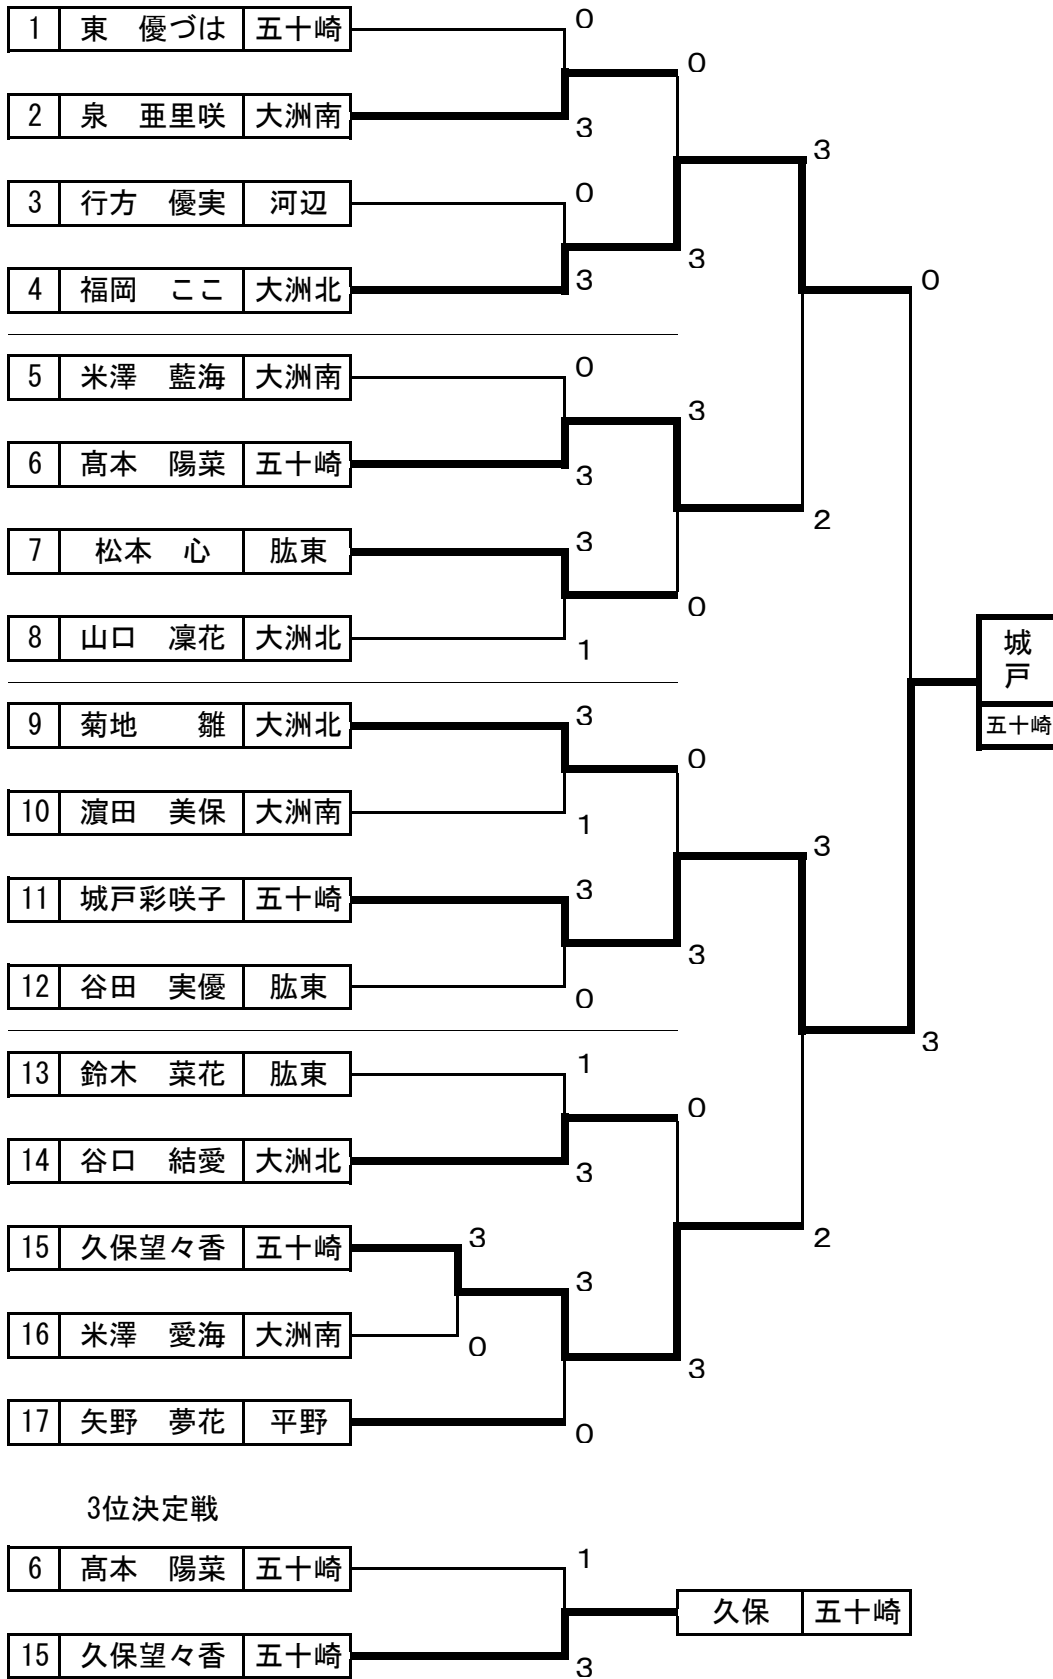 1 東　優づは 五十崎 0
0
2 泉　亜里咲 大洲南 3
3
3 行方　優実 河辺 0
3
4 福岡　ここ 大洲北 3
0
5 米澤　藍海 大洲南 0
3
6 髙本　陽菜 五十崎 3
2
7 松本　心 肱東 3
0
8 山口　凜花 大洲北 1
城戸
五十崎
9 菊地　　雛 大洲北 3
0
10 濵田　美保 大洲南 1
3
11 城戸彩咲子 五十崎 3
3
12 谷田　実優 肱東 0
3
13 鈴木　菜花 肱東 1
0
14 谷口　結愛 大洲北 3
15 久保望々香 五十崎 3
2
3
16 米澤　愛海 大洲南 0
3
17 矢野　夢花 平野 0
3位決定戦
6 髙本　陽菜 五十崎 1
久保 五十崎
15 久保望々香 五十崎 3